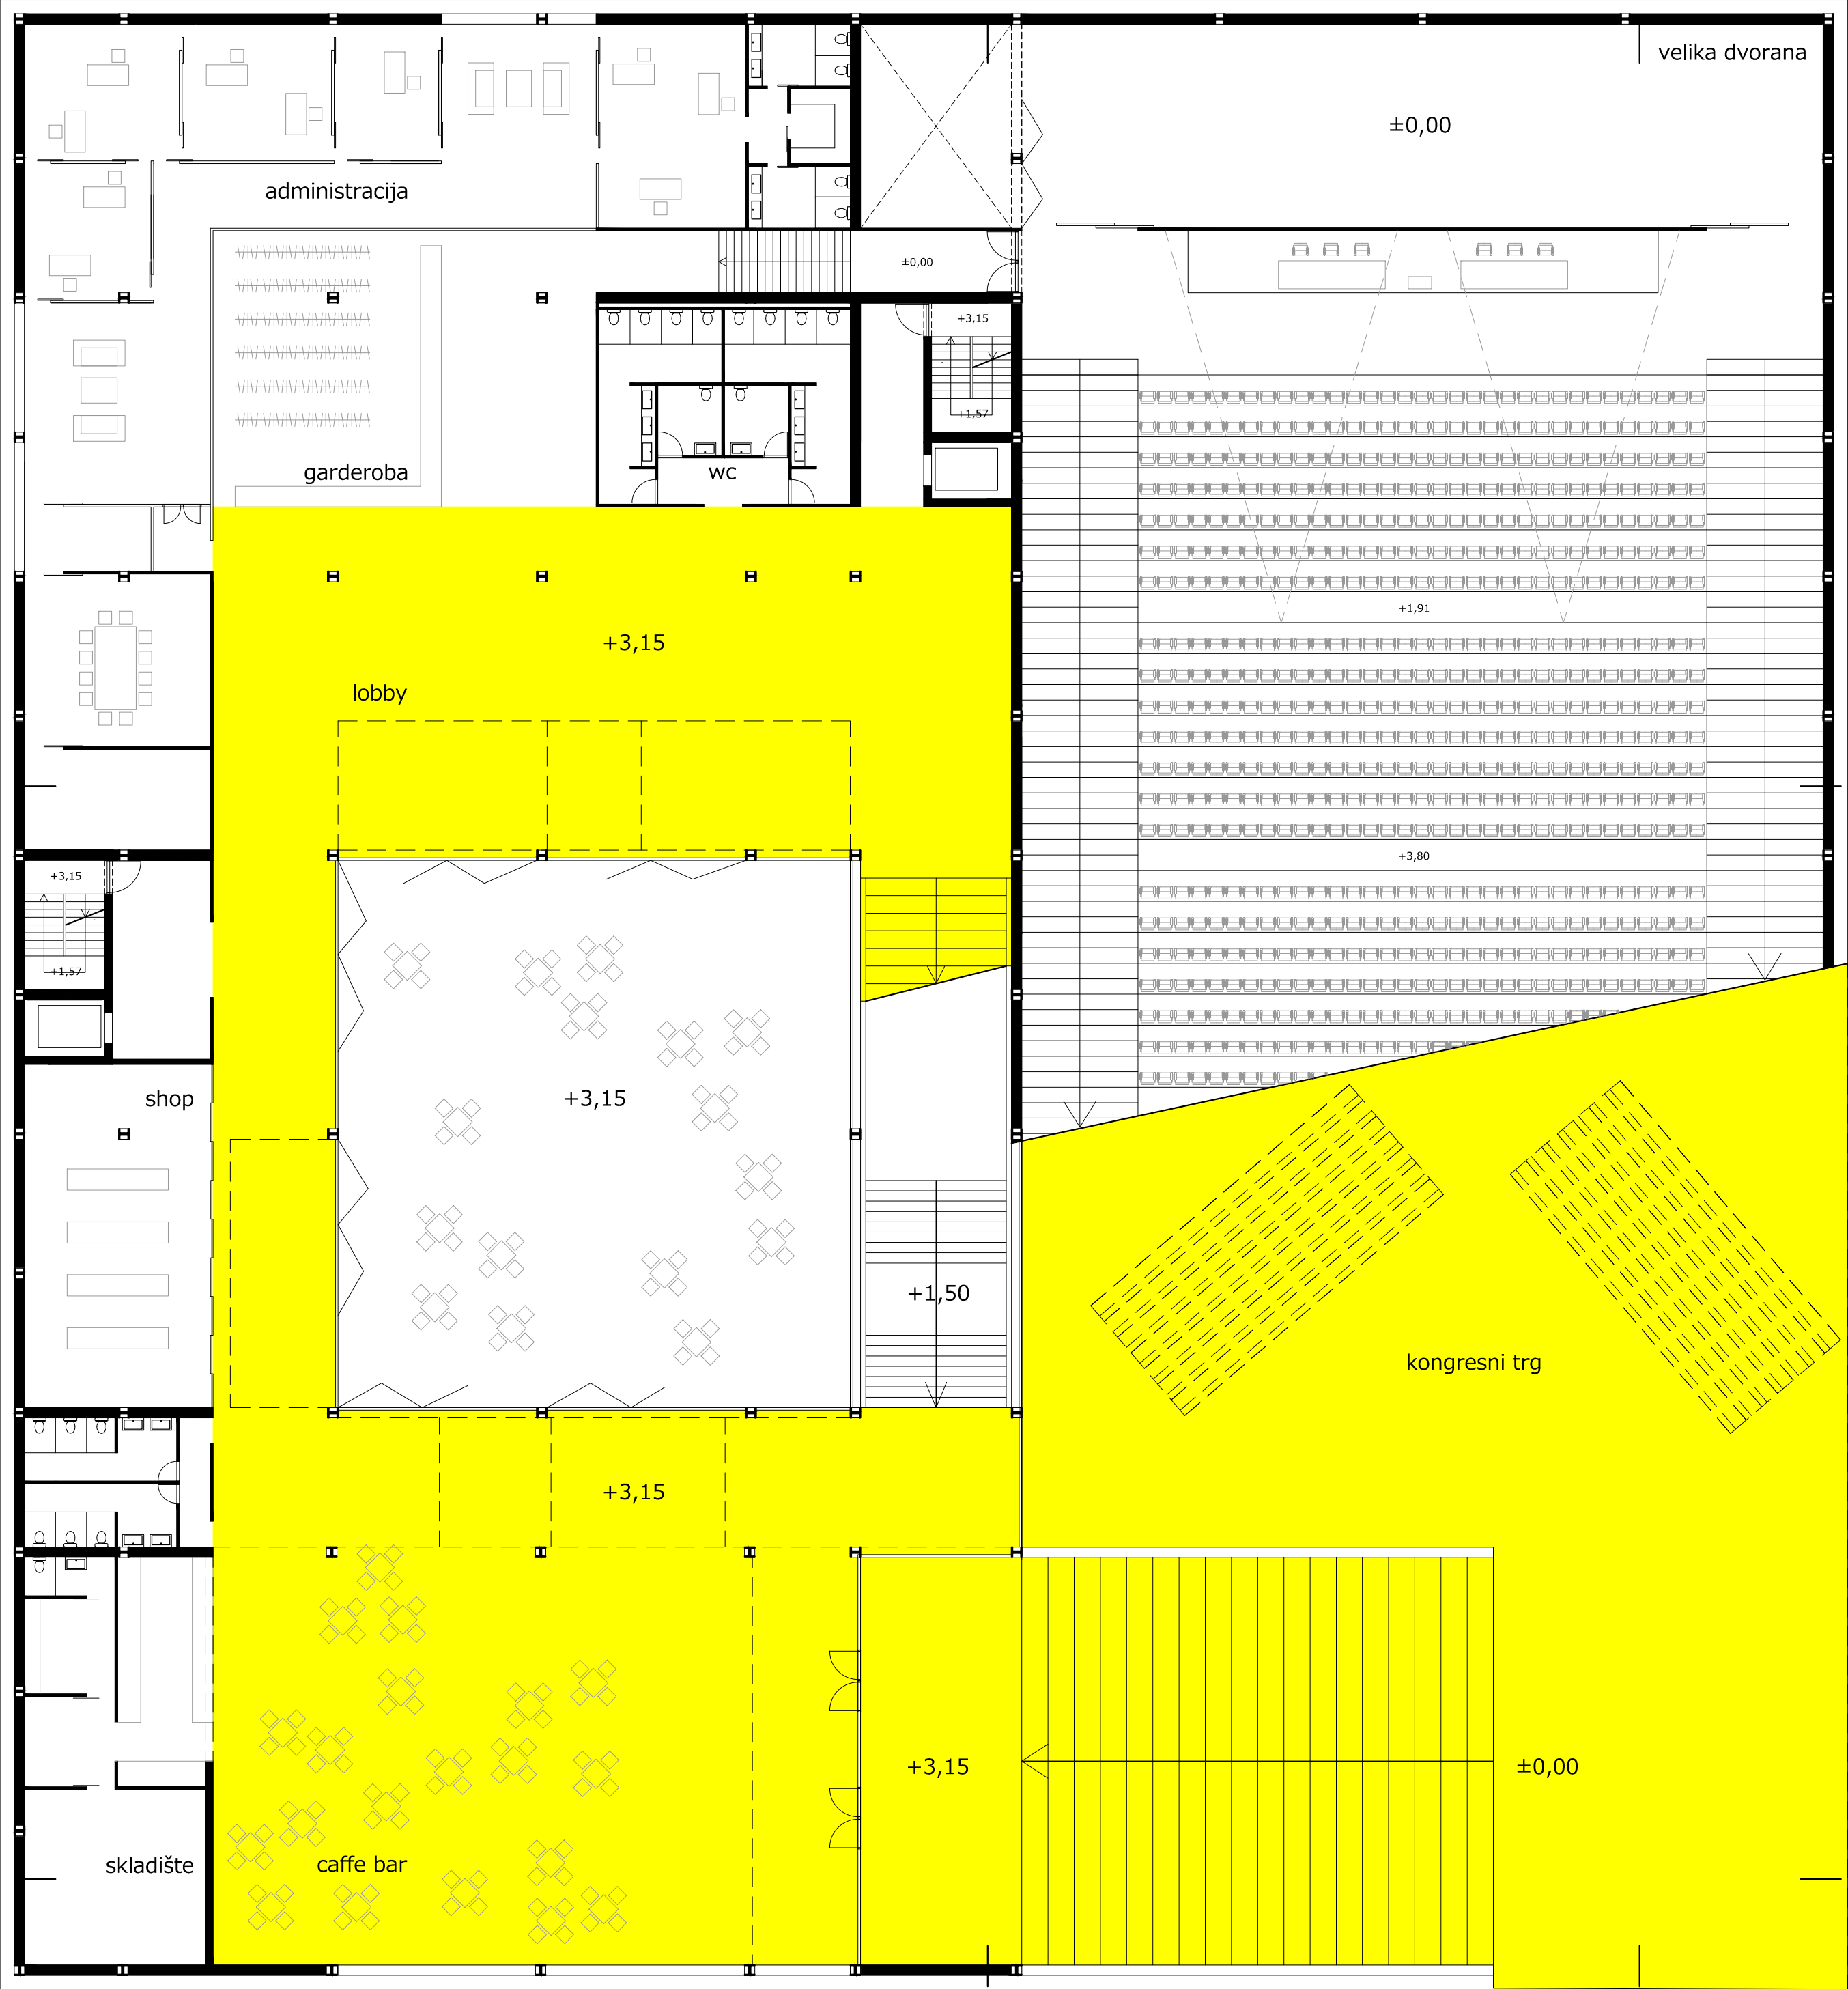 velika dvorana
±0,00
administracija
±0,00
+3,15
+1,57
garderoba
wc
+1,91
+3,15
lobby
+3,80
+3,15
+1,57
shop
+3,15
+1,50
kongresni trg
+3,15
+3,15
±0,00
skladište
caffe bar